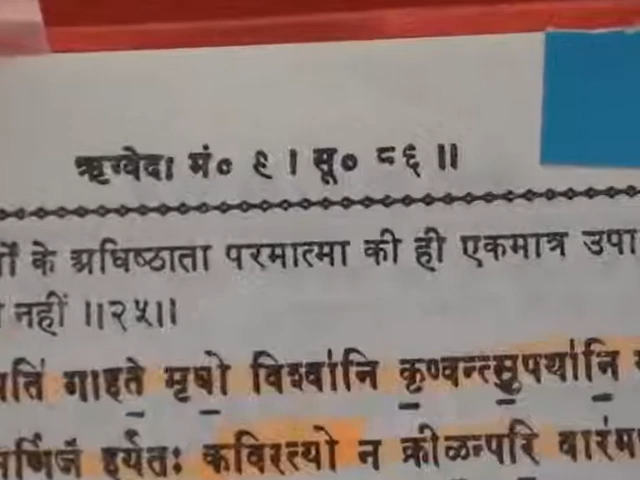 ऋग्वेदः मं० ९ । सू० ८६ ॥
के अधिष्ठाता परमात्मा की ही एकमात्र
नहीं ॥२५॥
गाहते मृधो विश्वा॑नि कृ॒ण्वन्त्सु॒पथा॑नि॒
हर्यतः कविरत्यो न क्रीळन्परि॒